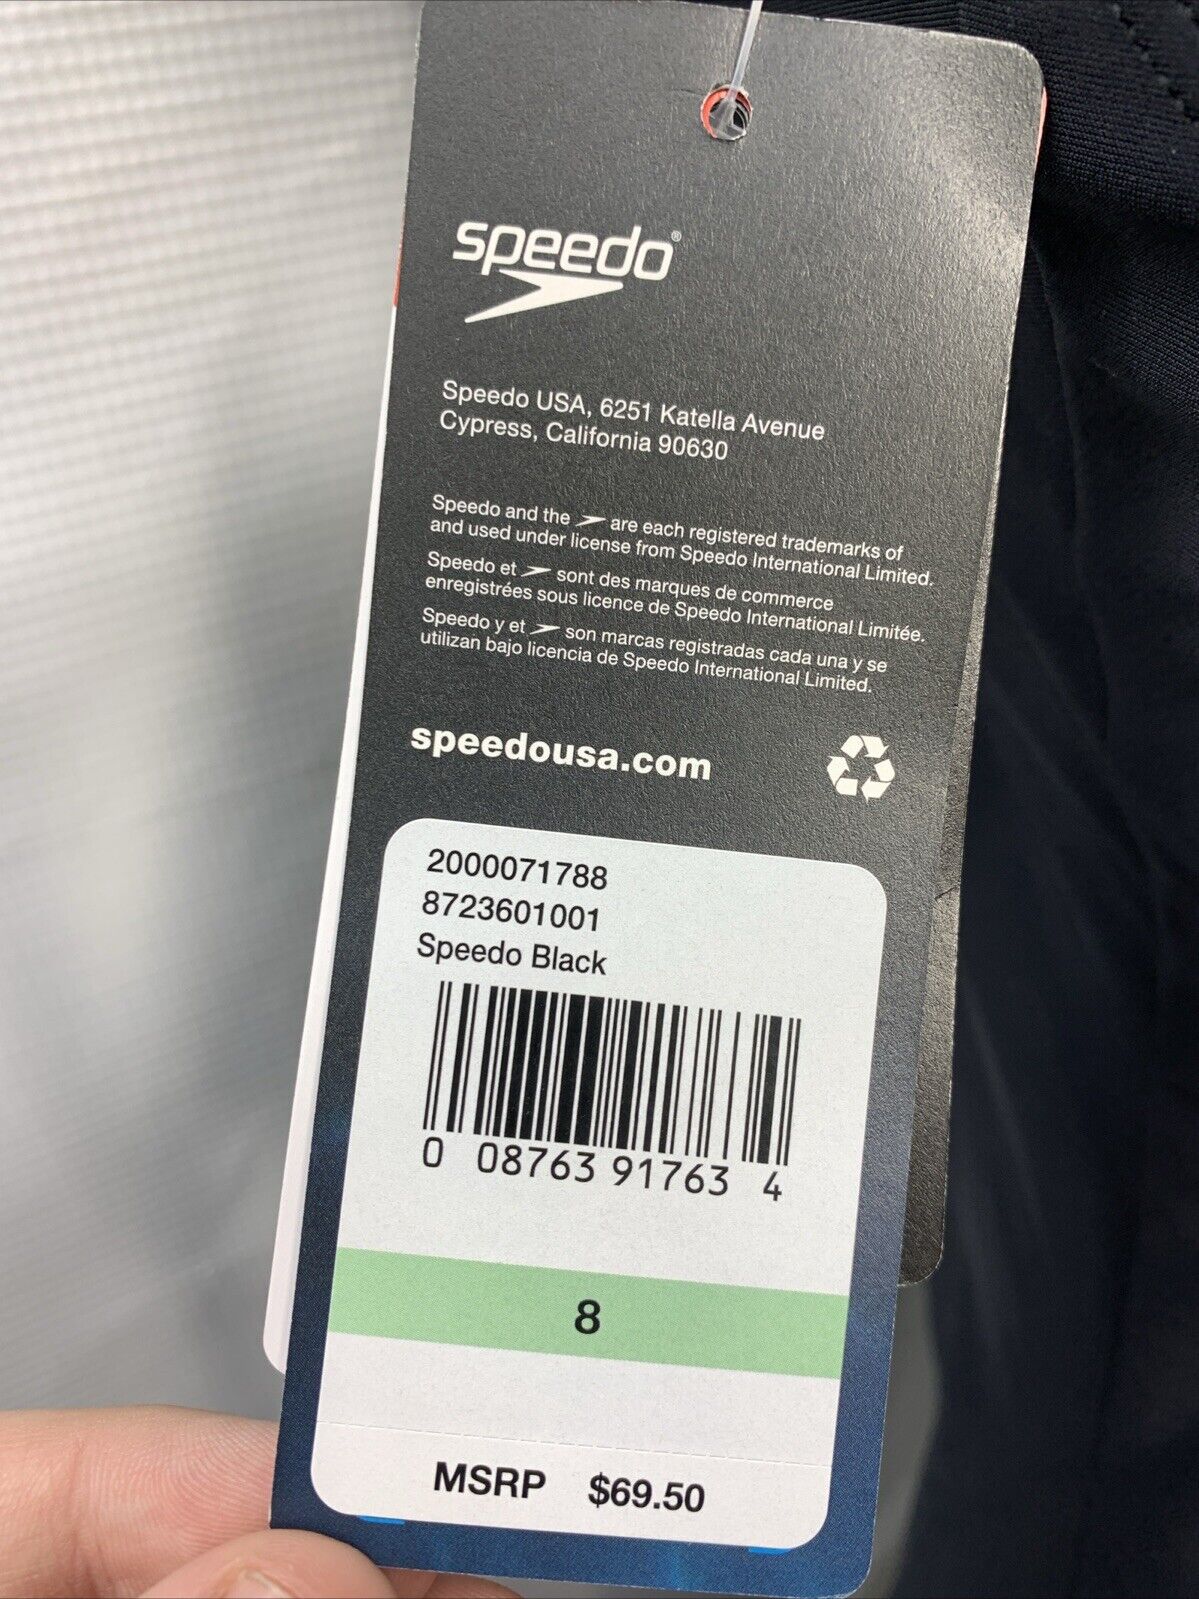 speedo®
Speedo USA, 6251 Katella Avenue
Cypress, California 90630
Speedo and the are each registered trademarks of
and used under license from Speedo International Limited.
Speedo et sont des marques de commerce
enregistrées sous licence de Speedo International Limitée.
Speedo y et son marcas registradas cada una y se
utilizan bajo licencia de Speedo International Limited.
speedousa.com
2000071788
8723601001
Speedo Black
0 08763 91763 4
8
MSRP $69.50